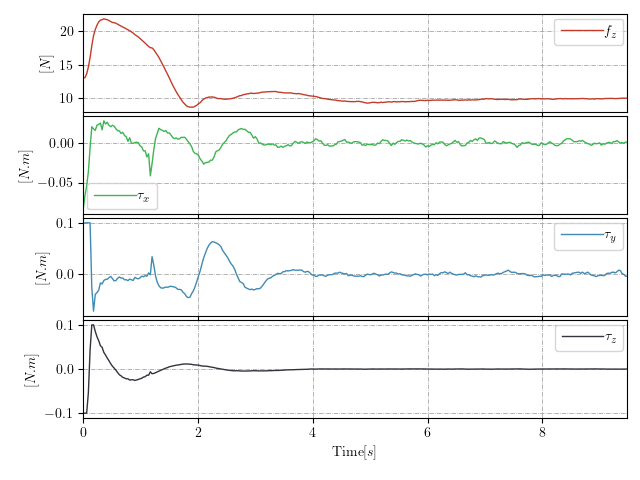 20
15
10
[N]
f_z
0.00
−0.05
[N.m]
τ_x
0.1
0.0
[N.m]
τ_y
0.1
0.0
−0.1
[N.m]
τ_z
0 2 4 6 8
Time[s]